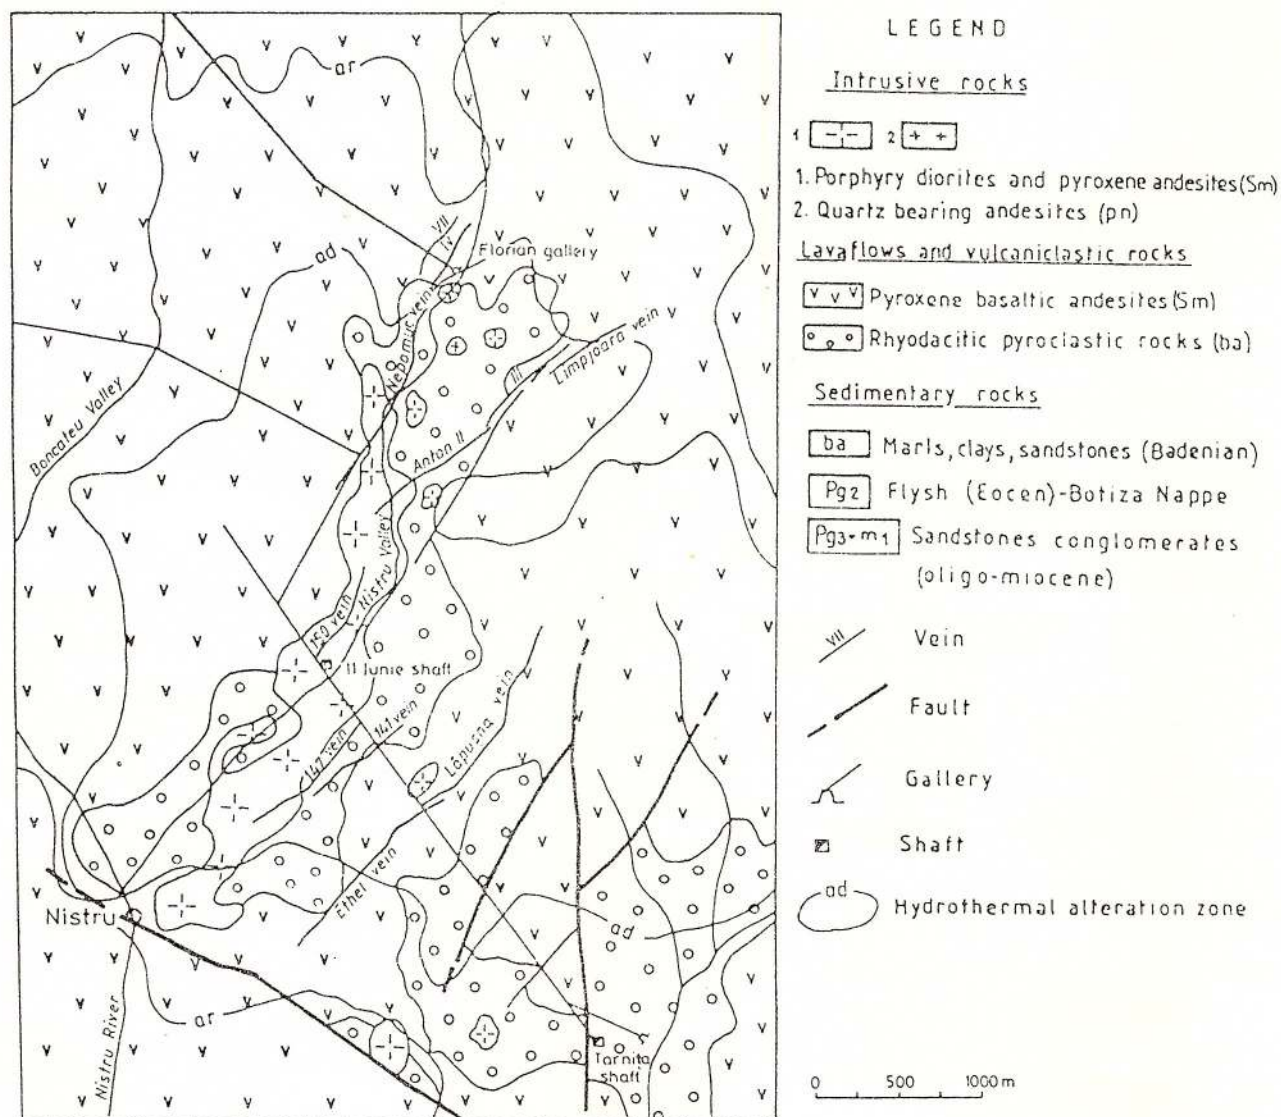 LEGEND
Intrusive rocks
1
2
1. Porphyry diorites and pyroxene andesites(Sm)
2. Quartz bearing andesites (pn)
Lavaflows and vulcaniclastic rocks
Pyroxene basaltic andesites(Sm)
Rhyodacitic pyroclastic rocks (ba)
Sedimentary rocks
ba Marls, clays, sandstones (Badenian)
Pg2 Flysh (Eocen)-Botiza Nappe
Pg3-m1 Sandstones conglomerates
(oligo-miocene)
VII Vein
Fault
Gallery
Shaft
ad Hydrothermal alteration zone
0 500 1000 m
ar
ad
VII
IV
Florian gallery
Nepomuc vein
III
Limpjoara vein
Boncateu Valley
Anton II
Nistru Valley
150 vein
11 Iunie shaft
147 vein
141 vein
Lăpusna vein
Ethel vein
Nistru
ad
ar
Nistru River
Tarnita
shaft